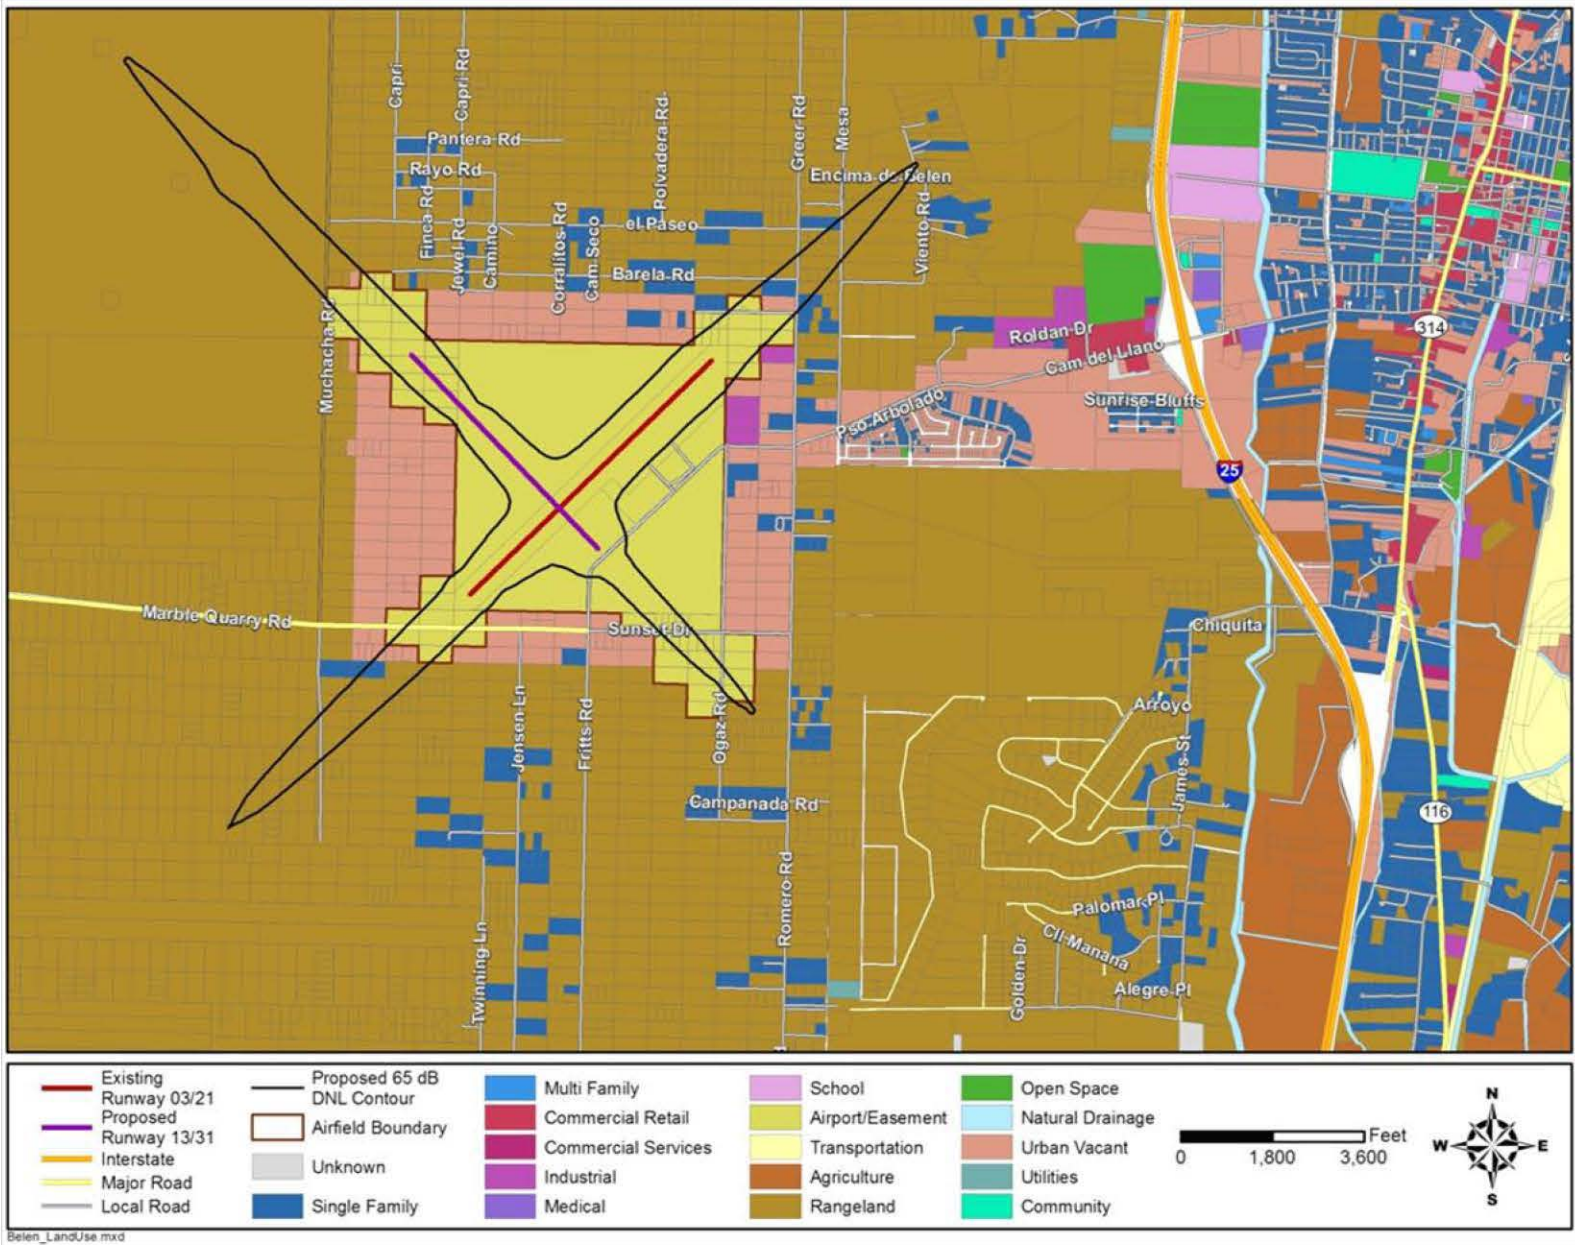 Capri
Capri Rd
Pantera Rd
Rayo Rd
Finca Rd
Jewel Rd
Camino
Polvadera Rd
Greer Rd
Mesa
Encima de Belen
Viento Rd
el Paseo
Corralitos Rd
Cam Seco
Barela Rd
Muchacha Rd
Roldan Dr
Cam del Llano
314
Sunrise Bluffs
Pso Arbolado
25
Marble Quarry Rd
Sunset Dr
Chiquita
Jensen Ln
Fritts Rd
Ogaz Rd
Arroyo
James St
Campanada Rd
116
Romero Rd
Palomar Pl
Cll Manana
Twinning Ln
Golden Dr
Alegre Pl
Existing
Runway 03/21
Proposed
Runway 13/31
Interstate
Major Road
Local Road
Proposed 65 dB
DNL Contour
Airfield Boundary
Unknown
Single Family
Multi Family
Commercial Retail
Commercial Services
Industrial
Medical
School
Airport/Easement
Transportation
Agriculture
Rangeland
Open Space
Natural Drainage
Urban Vacant
Utilities
Community
Feet
0 1,800 3,600
N
W E
S
Belen_LandUse.mxd